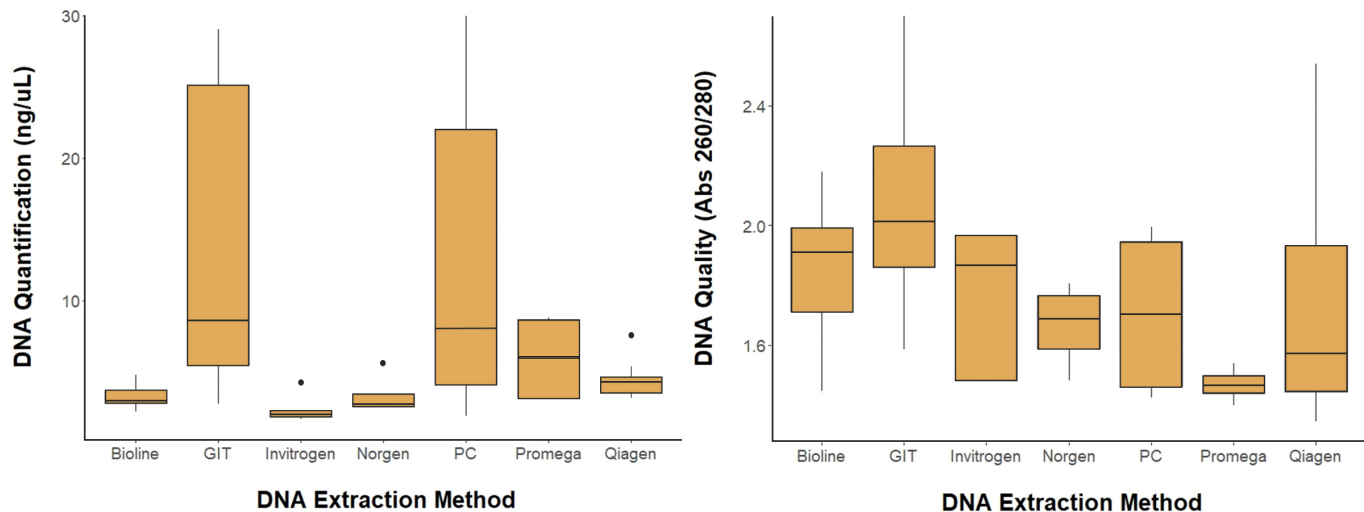 DNA Quantification (ng/uL)
30
20
10
Bioline GIT Invitrogen Norgen PC Promega Qiagen
DNA Extraction Method
DNA Quality (Abs 260/280)
2.4
2.0
1.6
Bioline GIT Invitrogen Norgen PC Promega Qiagen
DNA Extraction Method